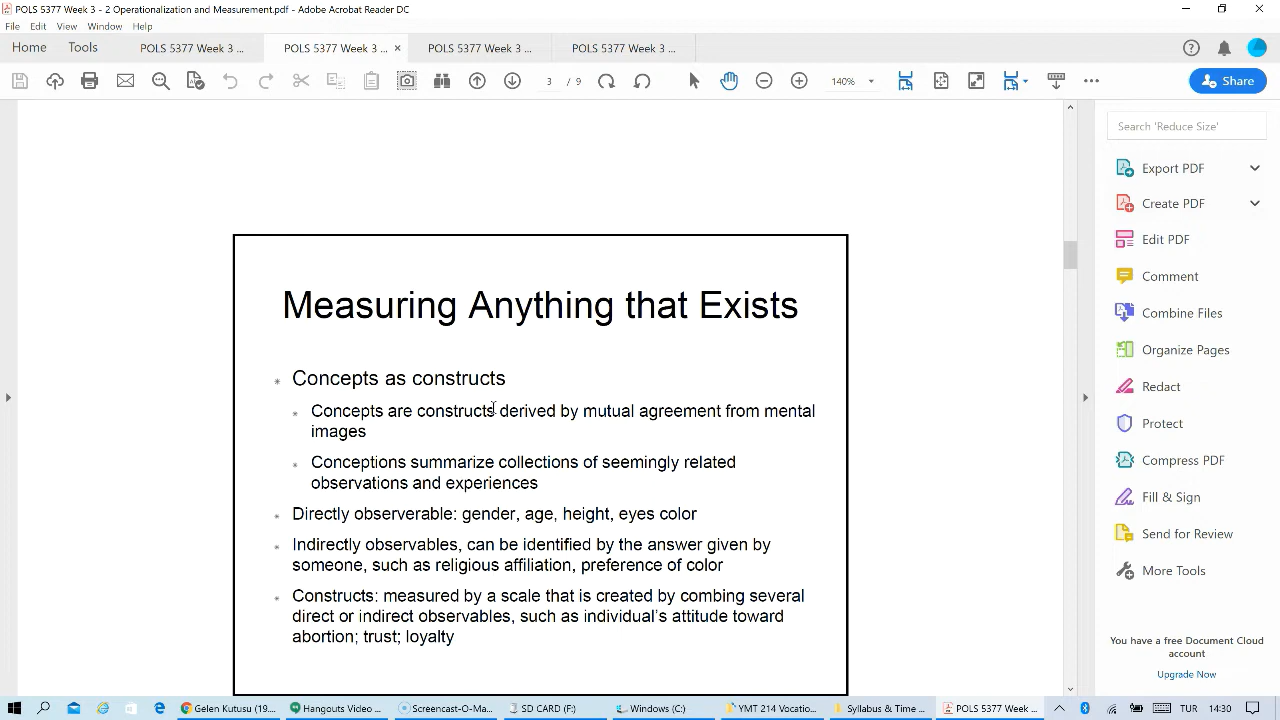 POLS 5377 Week 3 - 2 Operationalization and Measurement.pdf - Adobe Acrobat Reader DC
File Edit View Window Help
Home Tools POLS 5377 Week 3 ... POLS 5377 Week 3 ... × POLS 5377 Week 3 ... POLS 5377 Week 3 ...
3 / 9 140% Share
Search 'Reduce Size'
Export PDF
Create PDF
Edit PDF
Comment
Combine Files
Organize Pages
Redact
Protect
Compress PDF
Fill & Sign
Send for Review
More Tools
You have a free Document Cloud
account
Upgrade Now
Measuring Anything that Exists
Concepts as constructs
Concepts are constructs derived by mutual agreement from mental
images
Conceptions summarize collections of seemingly related
observations and experiences
Directly observerable: gender, age, height, eyes color
Indirectly observables, can be identified by the answer given by
someone, such as religious affiliation, preference of color
Constructs: measured by a scale that is created by combing several
direct or indirect observables, such as individual's attitude toward
abortion; trust; loyalty
Gelen Kutusu (19... Hangouts Video ... Screencast-O-Ma... SD CARD (F:) Windows (C:) YMT 214 Vocatio... Syllabus & Time ... POLS 5377 Week ... TUR 14:30